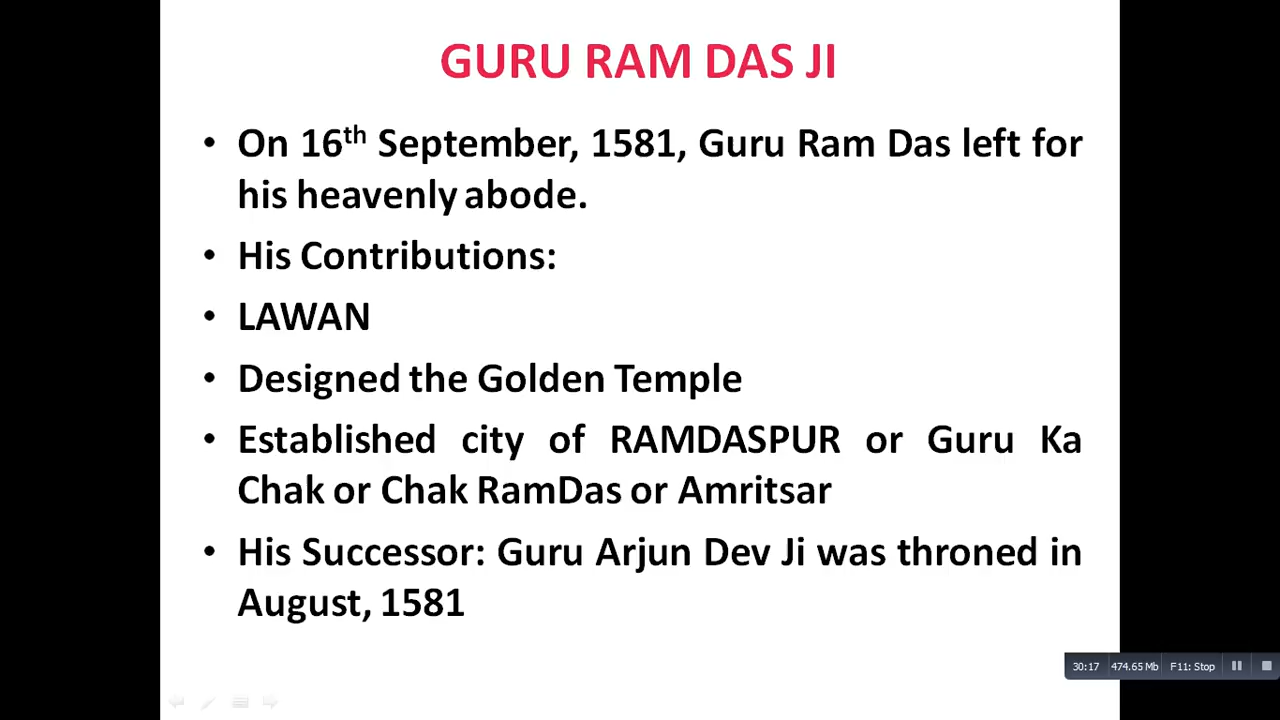 GURU RAM DAS JI
• On 16th September, 1581, Guru Ram Das left for
his heavenly abode.
• His Contributions:
• LAWAN
• Designed the Golden Temple
• Established city of RAMDASPUR or Guru Ka
Chak or Chak RamDas or Amritsar
• His Successor: Guru Arjun Dev Ji was throned in
August, 1581
30:17 474.65 Mb F11: Stop